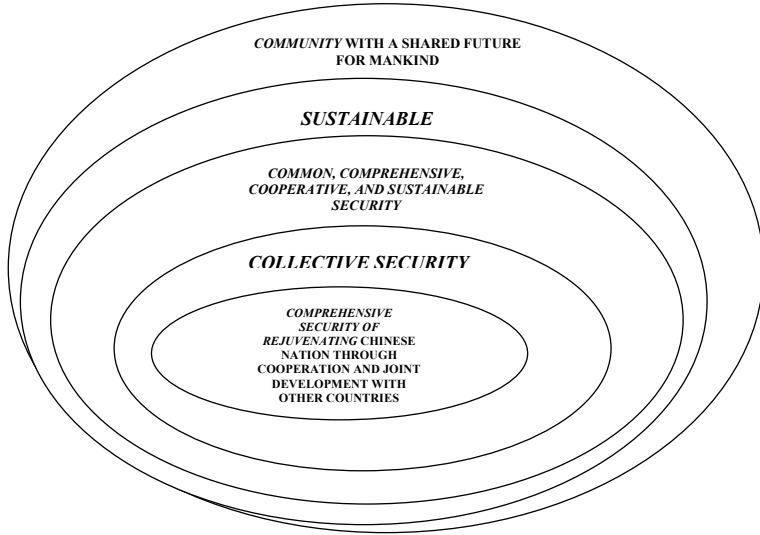 COMMUNITY WITH A SHARED FUTURE
FOR MANKIND
SUSTAINABLE
COMMON, COMPREHENSIVE,
COOPERATIVE, AND SUSTAINABLE
SECURITY
COLLECTIVE SECURITY
COMPREHENSIVE
SECURITY OF
REJUVENATING CHINESE
NATION THROUGH
COOPERATION AND JOINT
DEVELOPMENT WITH
OTHER COUNTRIES